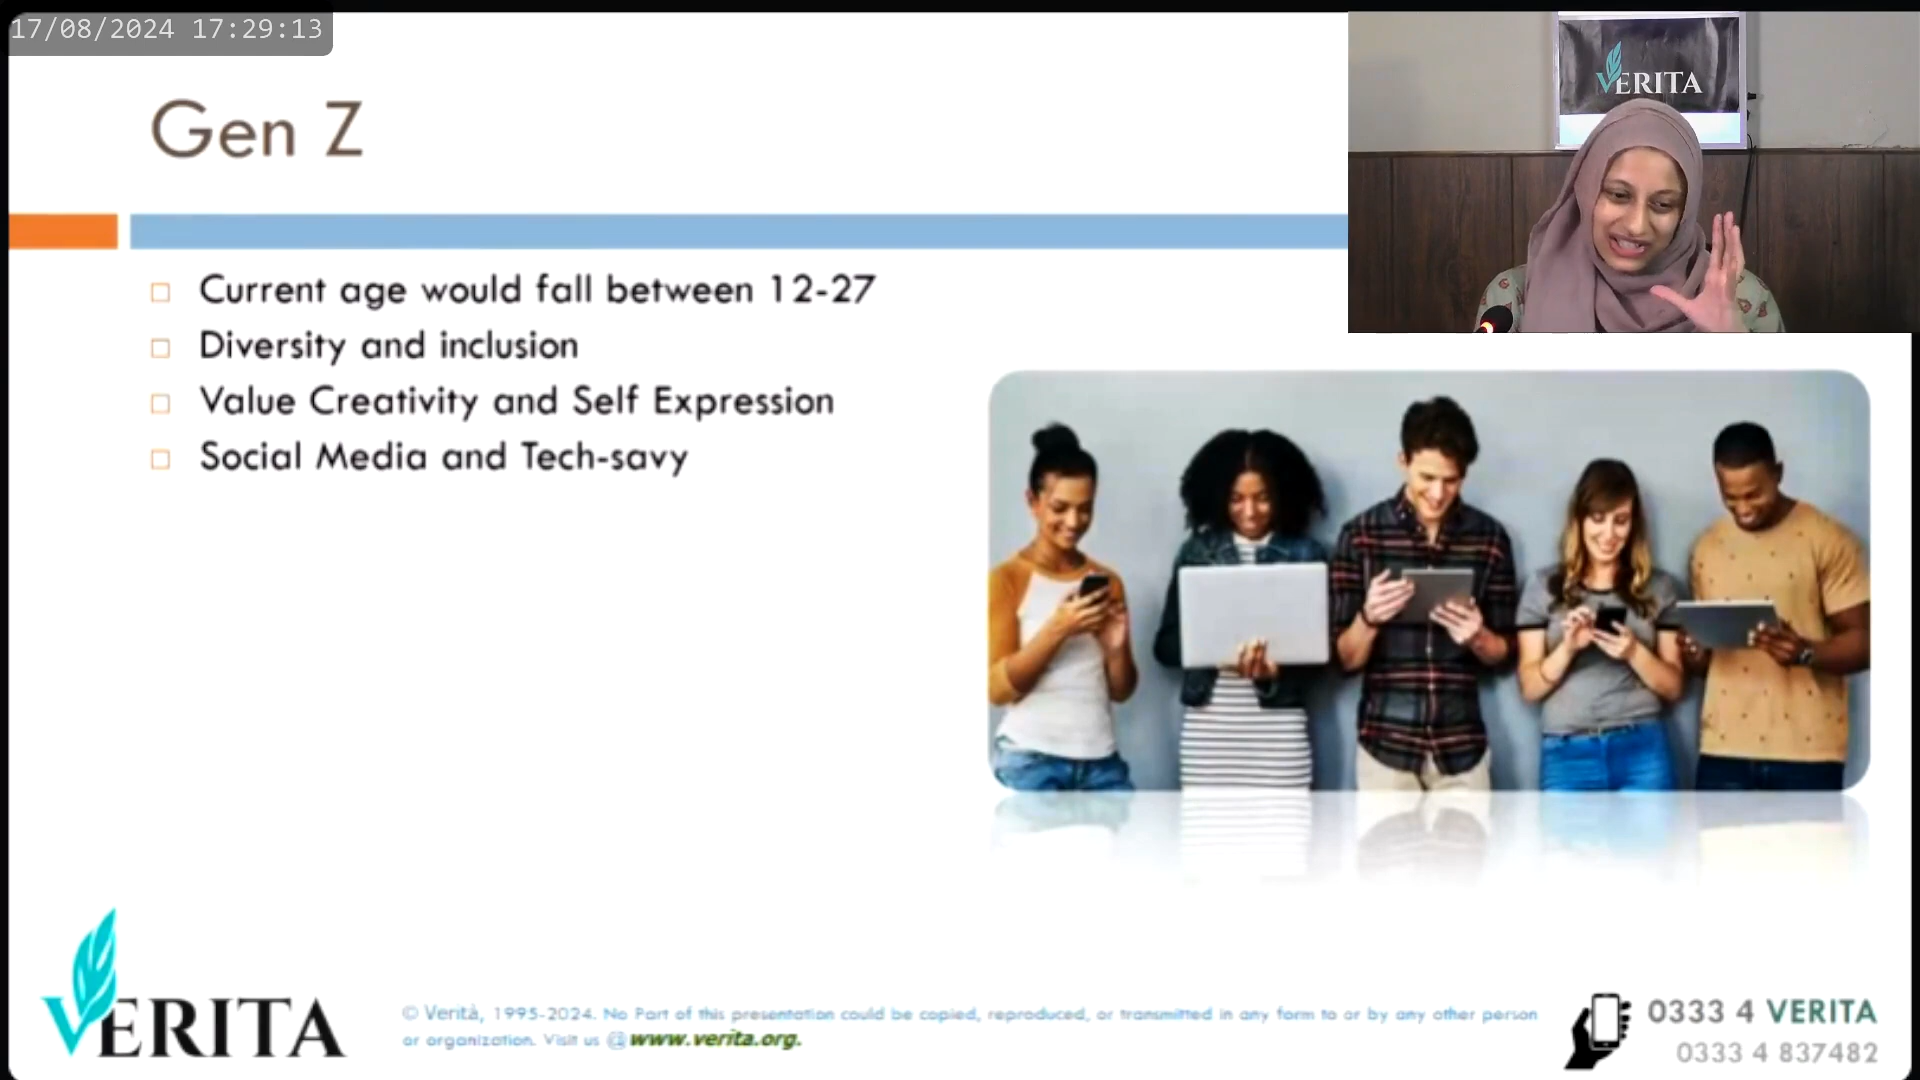 17/08/2024 17:29:13
VERITA
Gen Z
Current age would fall between 12-27
Diversity and inclusion
Value Creativity and Self Expression
Social Media and Tech-savy
VERITA
© Verità, 1995-2024. No Part of this presentation could be copied, reproduced, or transmitted in any form to or by any other person
or organization. Visit us @www.verita.org.
0333 4 VERITA
0333 4 837482